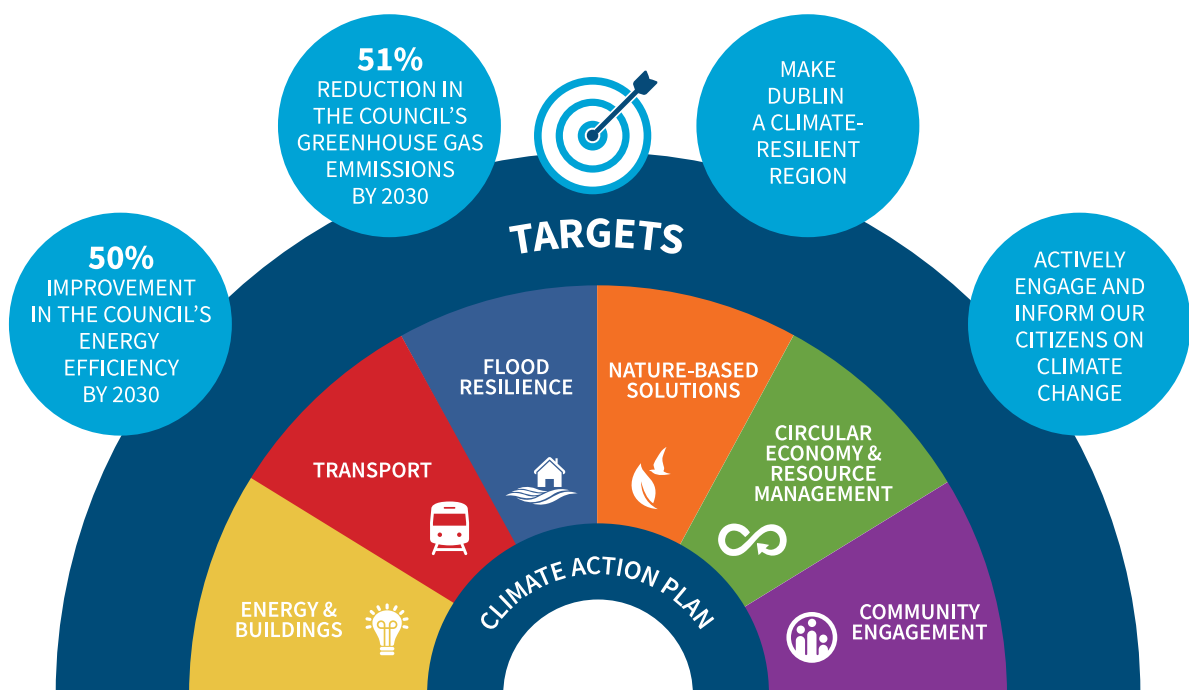 51%
REDUCTION IN
THE COUNCIL'S
GREENHOUSE GAS
EMMISSIONS
BY 2030
MAKE
DUBLIN
A CLIMATE-
RESILIENT
REGION
50%
IMPROVEMENT
IN THE COUNCIL'S
ENERGY
EFFICIENCY
BY 2030
TARGETS
ACTIVELY
ENGAGE AND
INFORM OUR
CITIZENS ON
CLIMATE
CHANGE
ENERGY &
BUILDINGS
TRANSPORT
FLOOD
RESILIENCE
NATURE-BASED
SOLUTIONS
CIRCULAR
ECONOMY &
RESOURCE
MANAGEMENT
COMMUNITY
ENGAGEMENT
CLIMATE ACTION PLAN